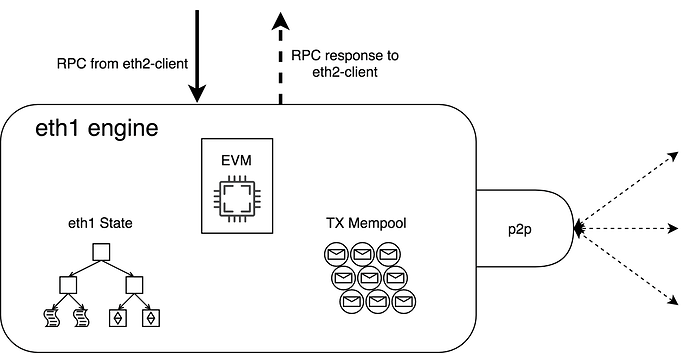 RPC from eth2-client
RPC response to
eth2-client
eth1 engine
EVM
eth1 State
TX Mempool
p2p